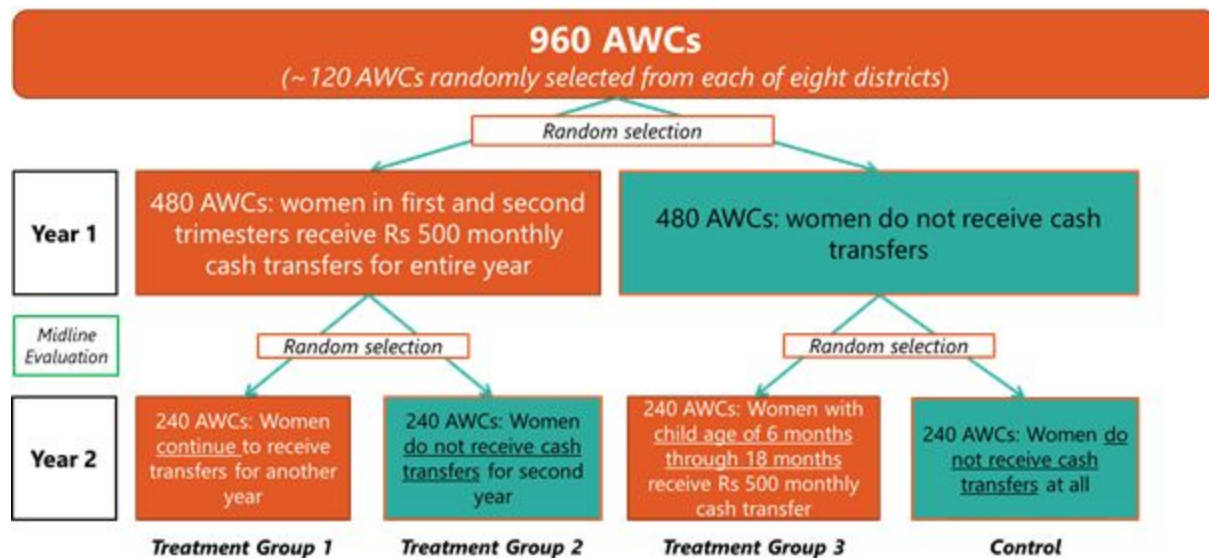 960 AWCs
(~120 AWCs randomly selected from each of eight districts)
Random selection
Year 1
480 AWCs: women in first and second
trimesters receive Rs 500 monthly
cash transfers for entire year
480 AWCs: women do not receive cash
transfers
Midline
Evaluation
Random selection
Random selection
Year 2
240 AWCs: Women
continue to receive
transfers for another
year
240 AWCs: Women
do not receive cash
transfers for second
year
240 AWCs: Women with
child age of 6 months
through 18 months
receive Rs 500 monthly
cash transfer
240 AWCs: Women do
not receive cash
transfers at all
Treatment Group 1
Treatment Group 2
Treatment Group 3
Control